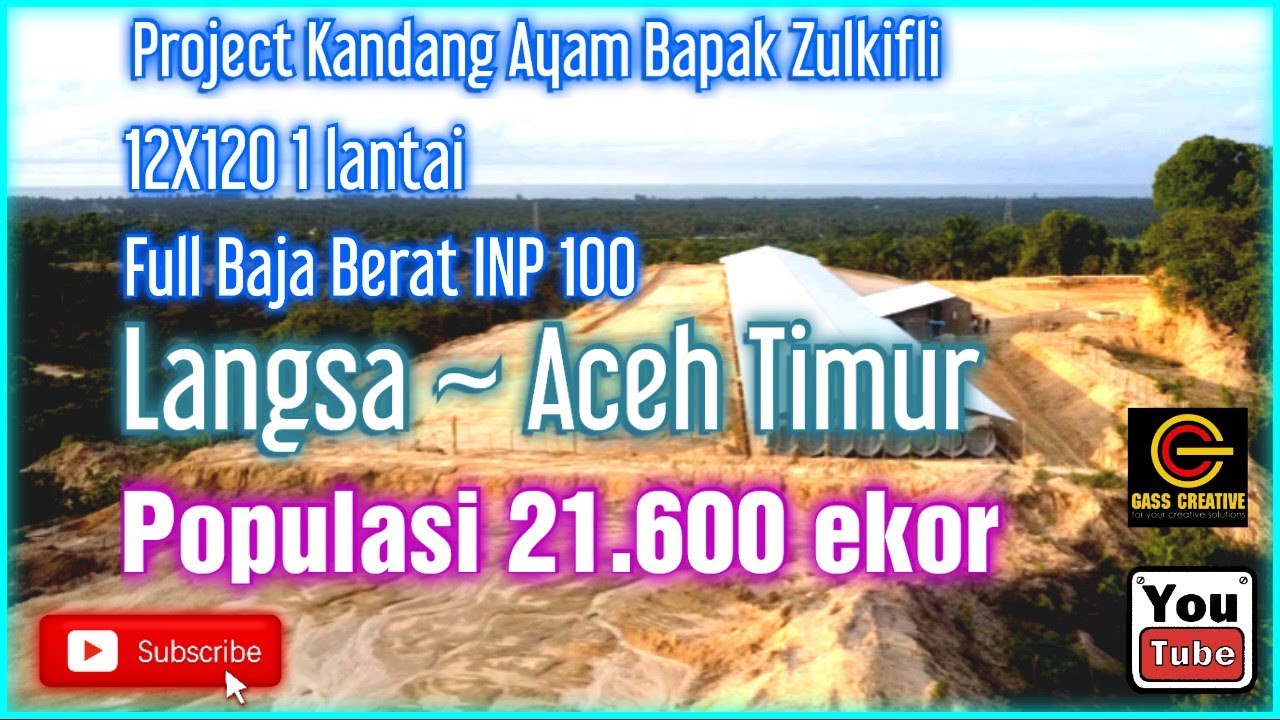 Project Kandang Ayam Bapak Zulkifli
12X120 1 lantai
Full Baja Berat INP 100
Langsa ~ Aceh Timur
Populasi 21.600 ekor
GASS CREATIVE
for your creative solutions
Subscribe
You
Tube